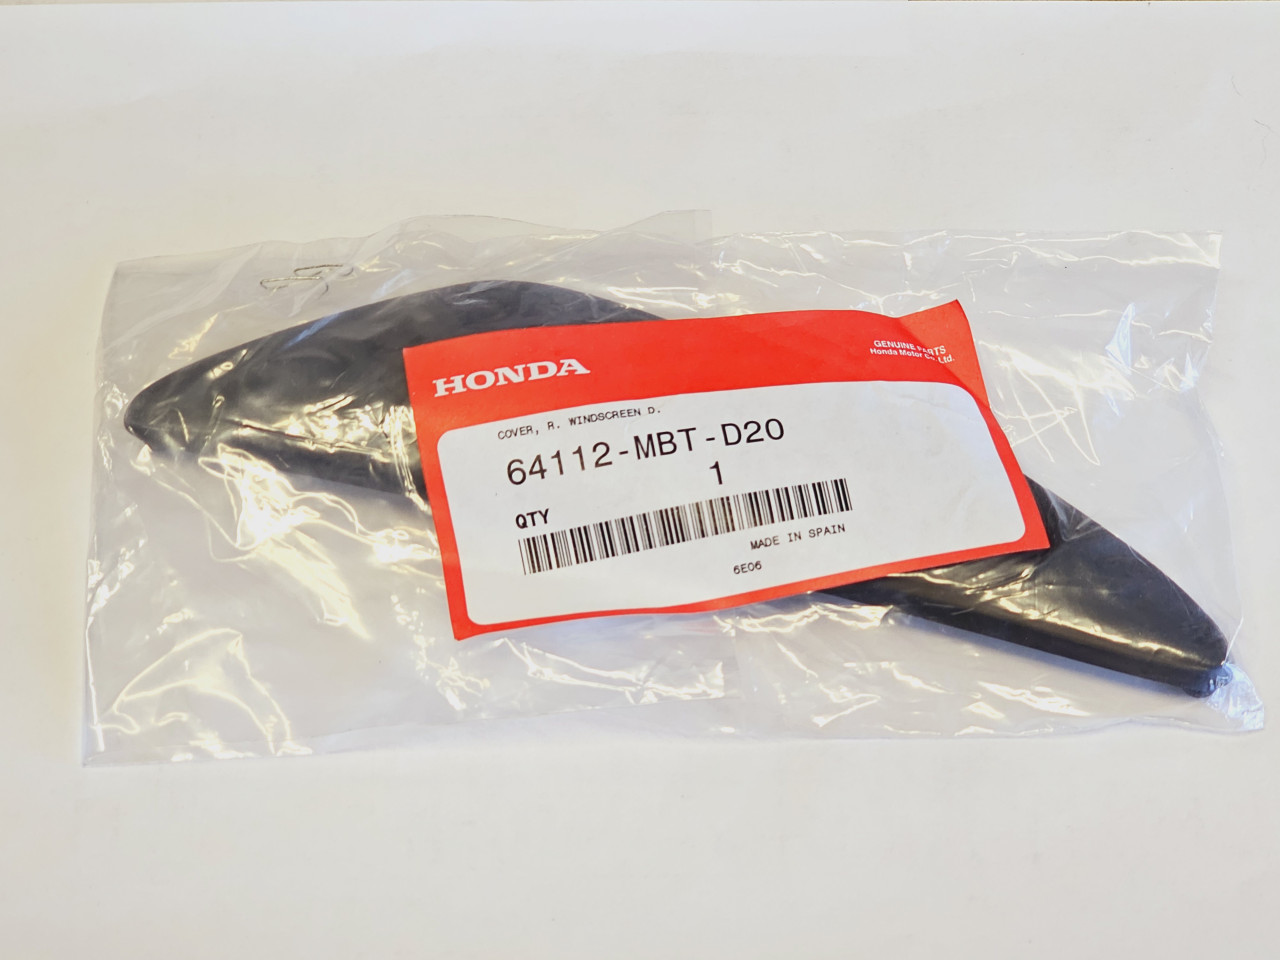 HONDA
GENUINE PARTS
Honda Motor Co., Ltd.
COVER, R. WINDSCREEN D.
64112-MBT-D20
1
QTY
MADE IN SPAIN
6E06